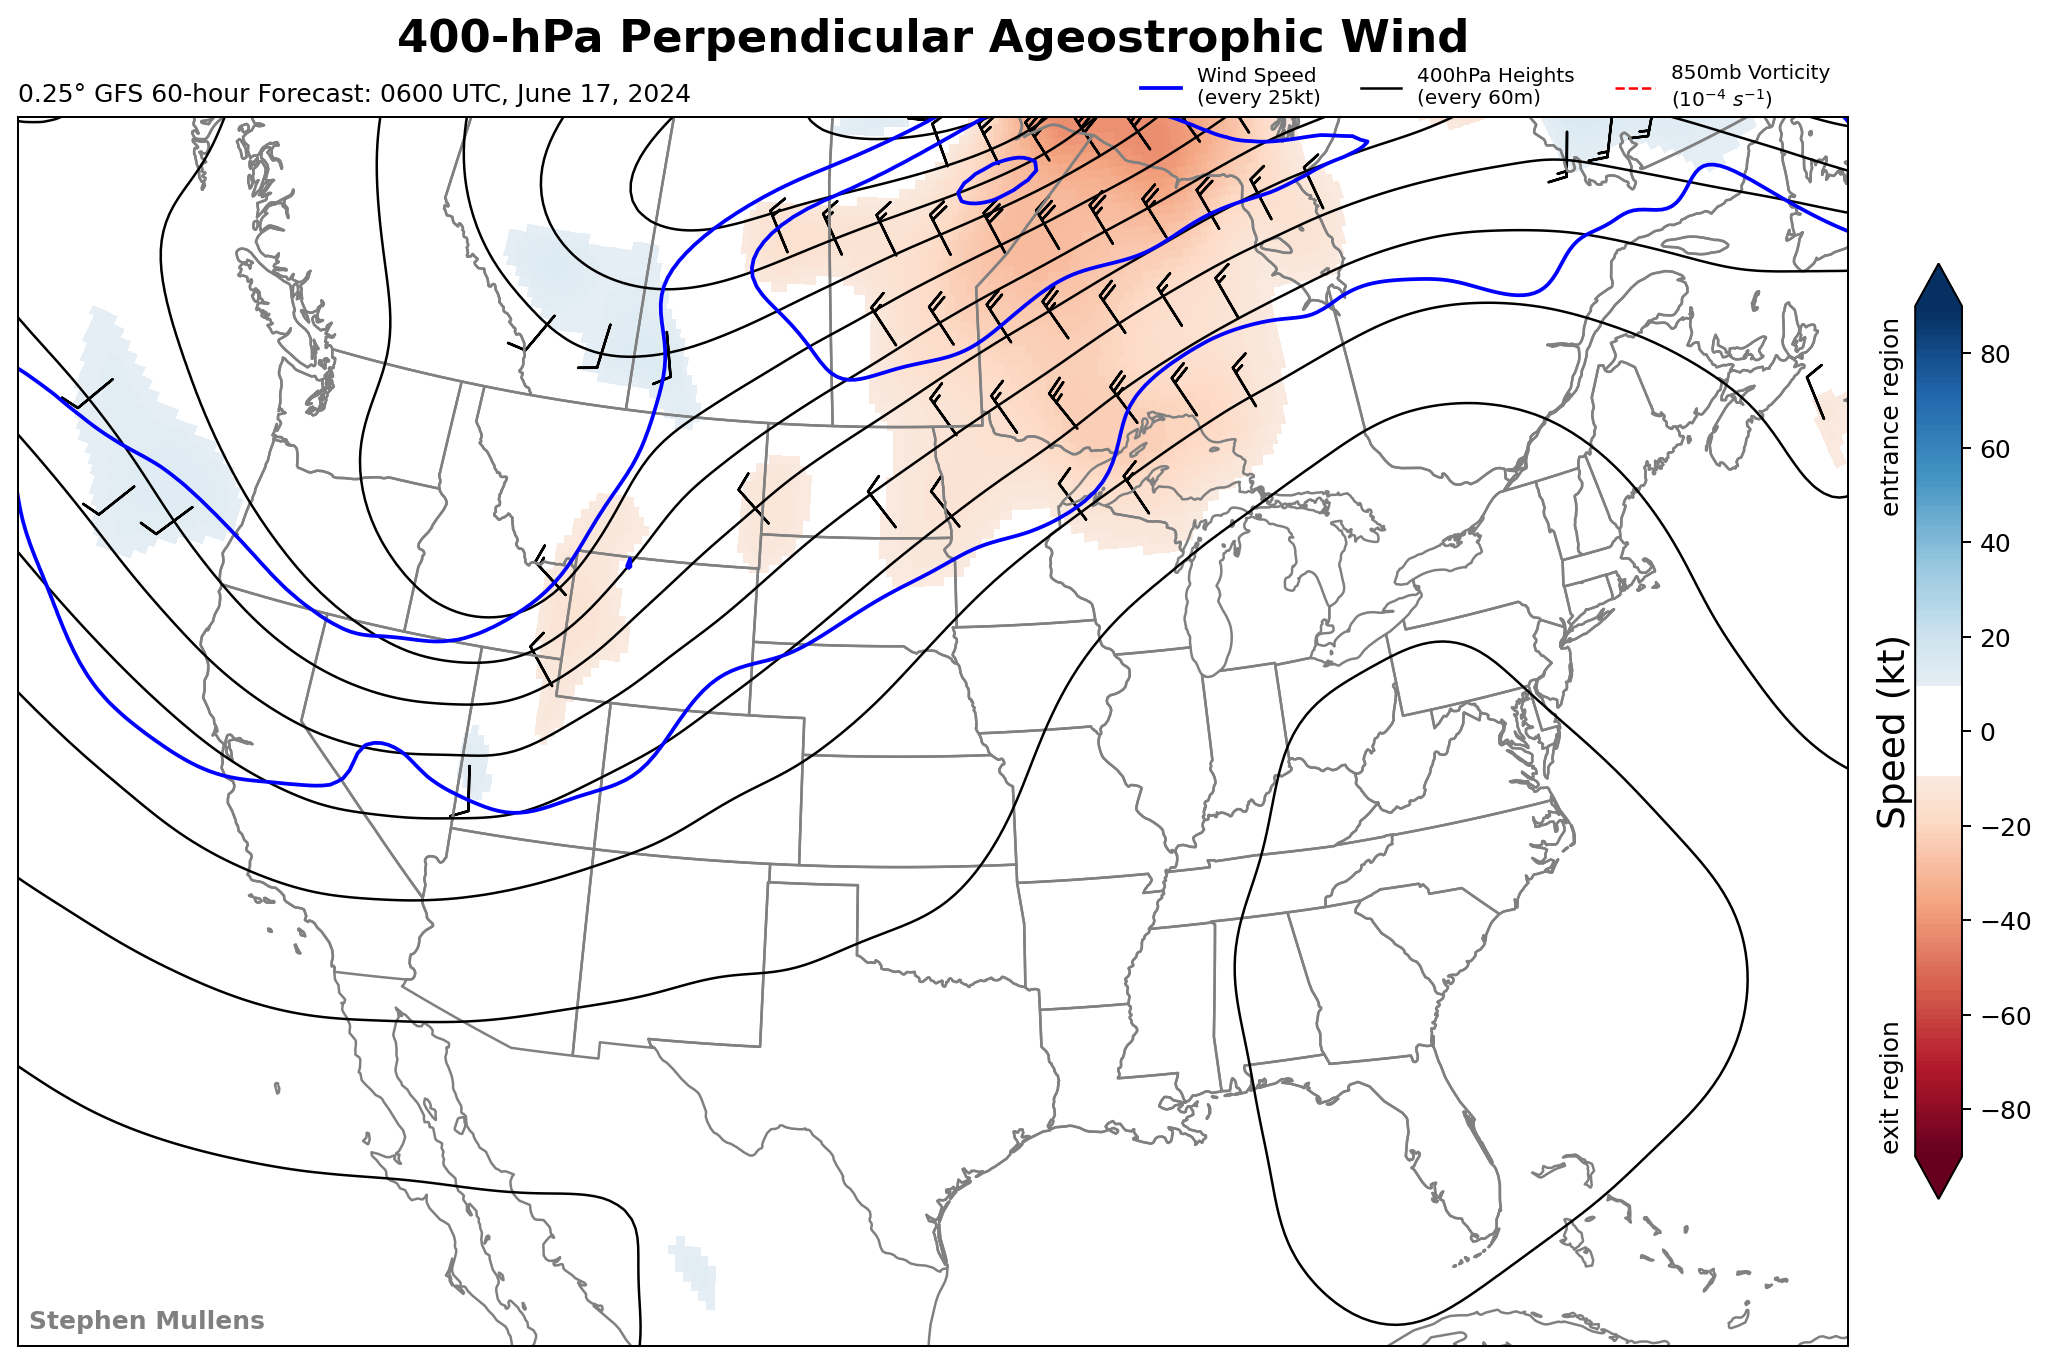 400-hPa Perpendicular Ageostrophic Wind
0.25° GFS 60-hour Forecast: 0600 UTC, June 17, 2024
Wind Speed
(every 25kt)
400hPa Heights
(every 60m)
850mb Vorticity
(10⁻⁴ s⁻¹)
80
60
40
20
0
−20
−40
−60
−80
entrance region
Speed (kt)
exit region
Stephen Mullens